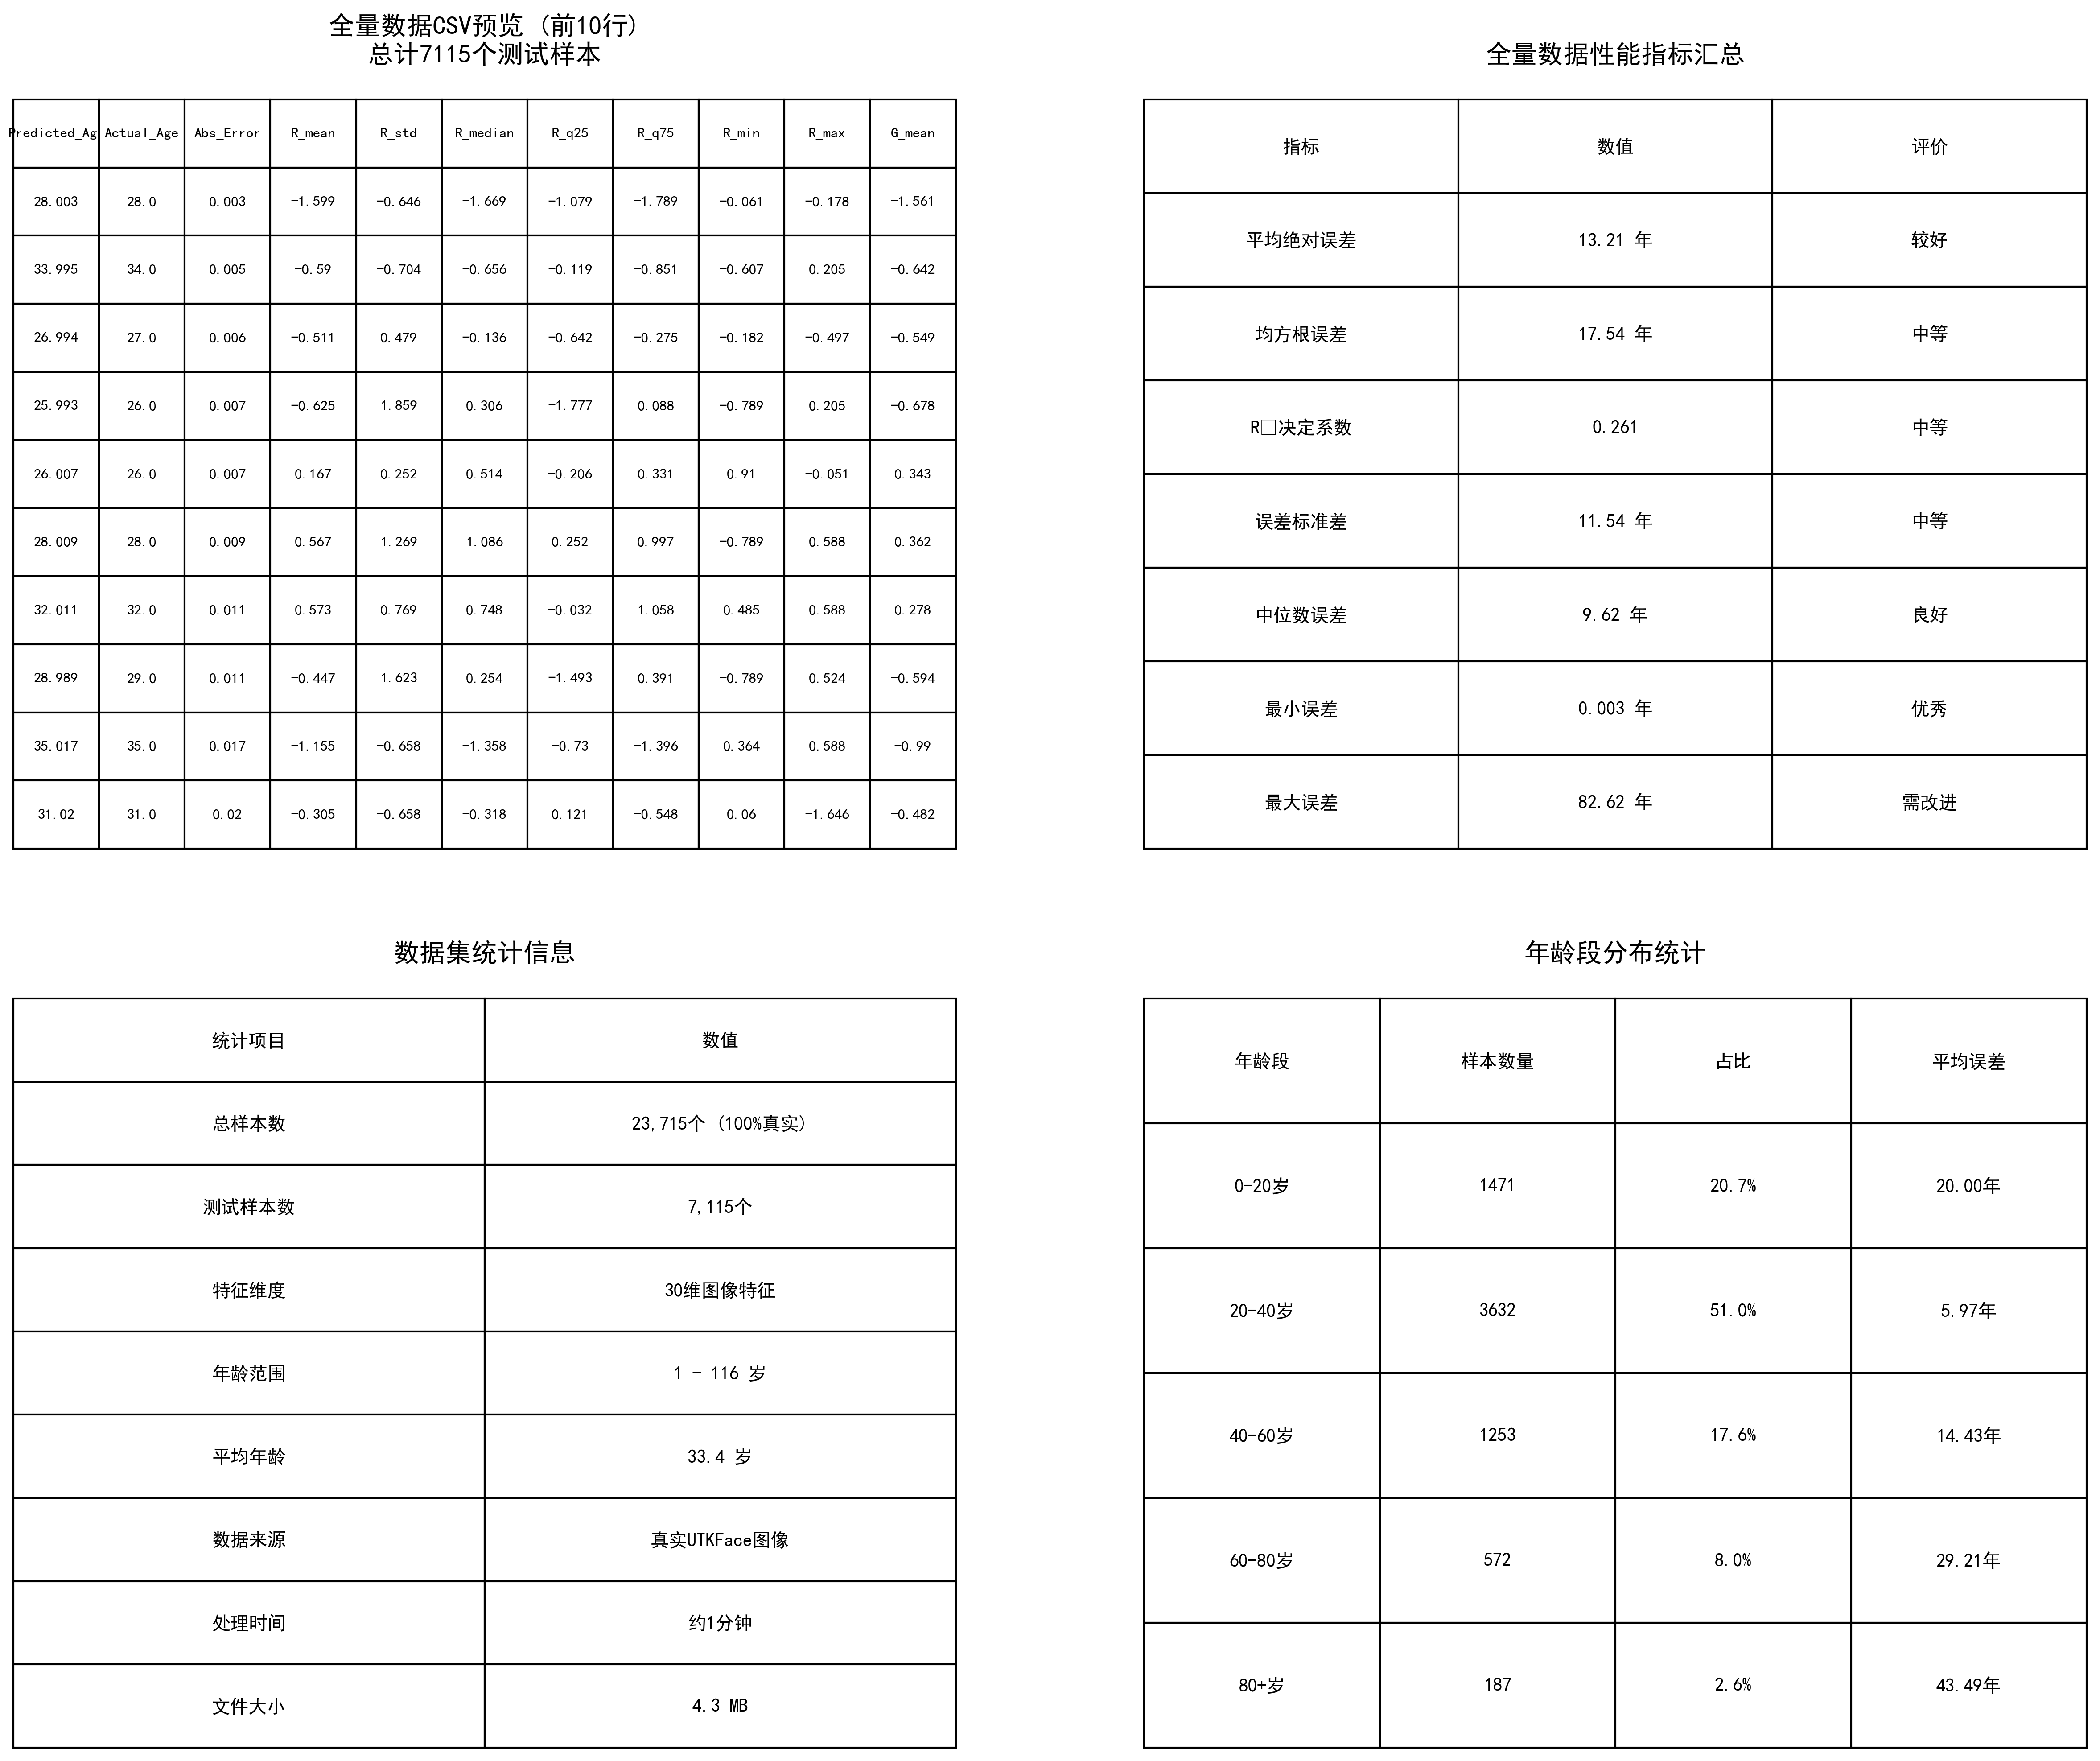 全量数据CSV预览 (前10行)
总计7115个测试样本
Predicted_Ag Actual_Age Abs_Error R_mean R_std R_median R_q25 R_q75 R_min R_max G_mean
28.003 28.0 0.003 -1.599 -0.646 -1.669 -1.079 -1.789 -0.061 -0.178 -1.561
33.995 34.0 0.005 -0.59 -0.704 -0.656 -0.119 -0.851 -0.607 0.205 -0.642
26.994 27.0 0.006 -0.511 0.479 -0.136 -0.642 -0.275 -0.182 -0.497 -0.549
25.993 26.0 0.007 -0.625 1.859 0.306 -1.777 0.088 -0.789 0.205 -0.678
26.007 26.0 0.007 0.167 0.252 0.514 -0.206 0.331 0.91 -0.051 0.343
28.009 28.0 0.009 0.567 1.269 1.086 0.252 0.997 -0.789 0.588 0.362
32.011 32.0 0.011 0.573 0.769 0.748 -0.032 1.058 0.485 0.588 0.278
28.989 29.0 0.011 -0.447 1.623 0.254 -1.493 0.391 -0.789 0.524 -0.594
35.017 35.0 0.017 -1.155 -0.658 -1.358 -0.73 -1.396 0.364 0.588 -0.99
31.02 31.0 0.02 -0.305 -0.658 -0.318 0.121 -0.548 0.06 -1.646 -0.482
全量数据性能指标汇总
指标 数值 评价
平均绝对误差 13.21 年 较好
均方根误差 17.54 年 中等
R□决定系数 0.261 中等
误差标准差 11.54 年 中等
中位数误差 9.62 年 良好
最小误差 0.003 年 优秀
最大误差 82.62 年 需改进
数据集统计信息
统计项目 数值
总样本数 23,715个 (100%真实)
测试样本数 7,115个
特征维度 30维图像特征
年龄范围 1 - 116 岁
平均年龄 33.4 岁
数据来源 真实UTKFace图像
处理时间 约1分钟
文件大小 4.3 MB
年龄段分布统计
年龄段 样本数量 占比 平均误差
0-20岁 1471 20.7% 20.00年
20-40岁 3632 51.0% 5.97年
40-60岁 1253 17.6% 14.43年
60-80岁 572 8.0% 29.21年
80+岁 187 2.6% 43.49年